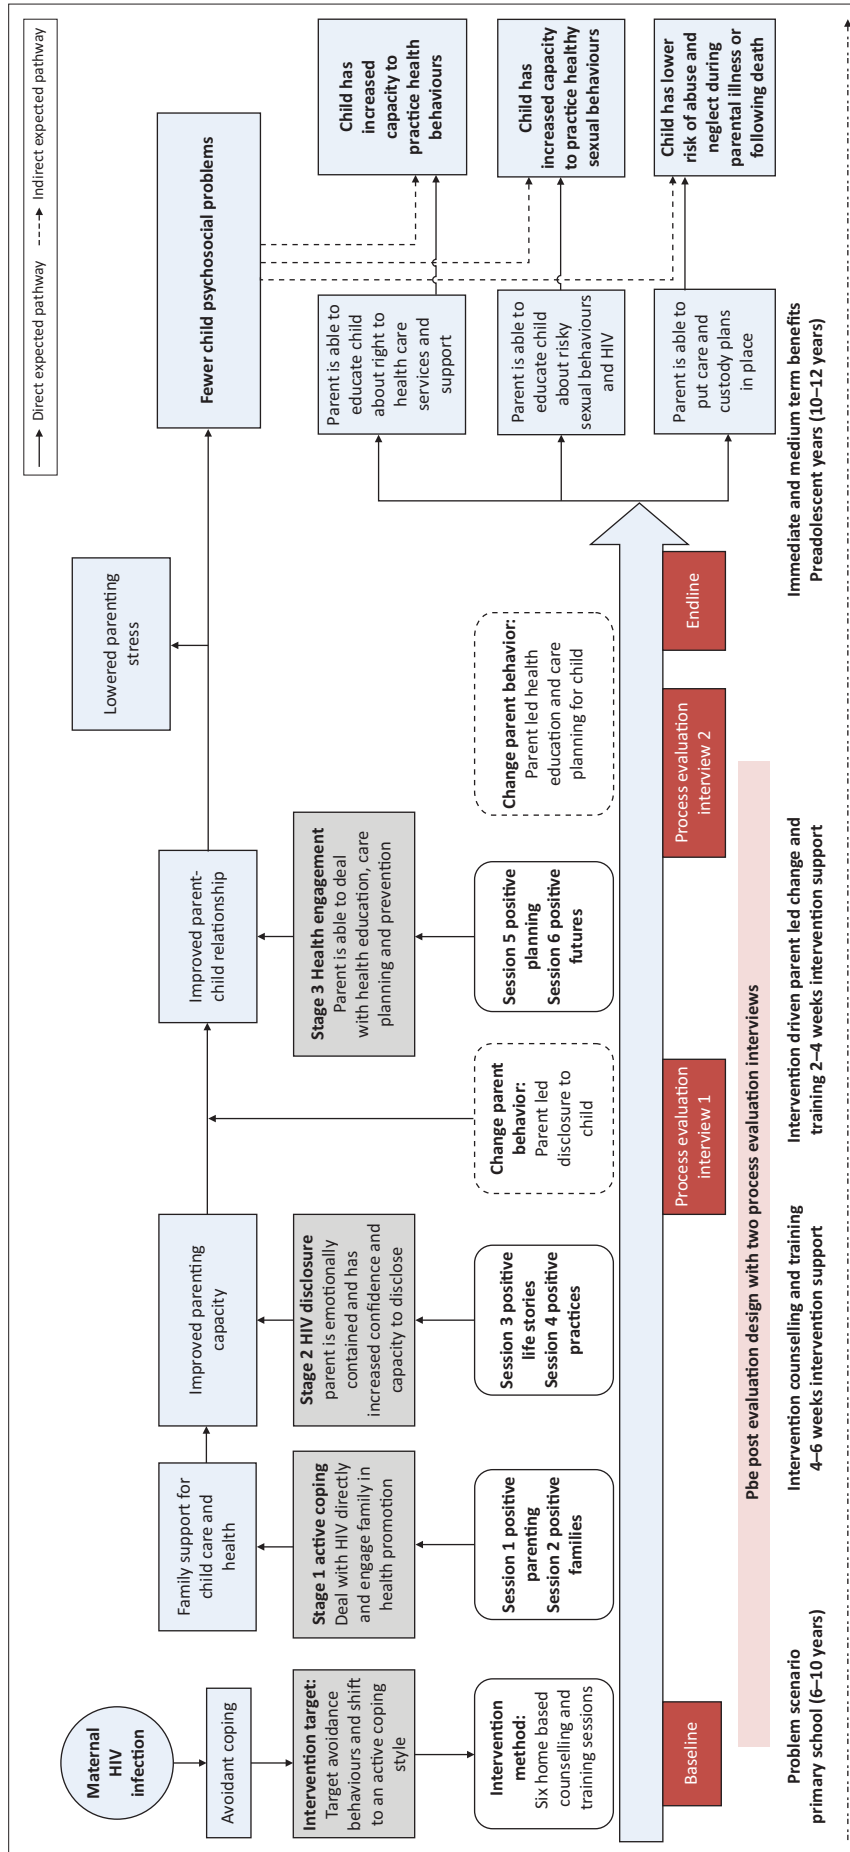 Direct expected pathway
Indirect expected pathway
Maternal
HIV
infection
Avoidant coping
Intervention target:
Target avoidance
behaviours and shift
to an active coping
style
Intervention
method:
Six home based
counselling and
training sessions
Family support for
child care and
health
Stage 1 active coping
Deal with HIV directly
and engage family in
health promotion
Session 1 positive
parenting
Session 2 positive
families
Improved parenting
capacity
Stage 2 HIV disclosure
parent is emotionally
contained and has
increased confidence and
capacity to disclose
Session 3 positive
life stories
Session 4 positive
practices
Change parent
behavior:
Parent led
disclosure to
child
Improved parent-
child relationship
Stage 3 Health engagement
Parent is able to deal
with health education, care
planning and prevention
Session 5 positive
planning
Session 6 positive
futures
Lowered parenting
stress
Change parent behavior:
Parent led health
education and care
planning for child
Fewer child psychosocial problems
Parent is able to
educate child
about right to
health care
services and
support
Child has
increased
capacity to
practice health
behaviours
Parent is able to
educate child
about risky
sexual behaviours
and HIV
Child has
increased capacity
to practice healthy
sexual behaviours
Parent is able to
put care and
custody plans
in place
Child has lower
risk of abuse and
neglect during
parental illness or
following death
Baseline
Process evaluation
interview 1
Process evaluation
interview 2
Endline
Pbe post evaluation design with two process evaluation interviews
Problem scenario
primary school (6–10 years)
Intervention counselling and training
4–6 weeks intervention support
Intervention driven parent led change and
training 2–4 weeks intervention support
Immediate and medium term benefits
Preadolescent years (10–12 years)